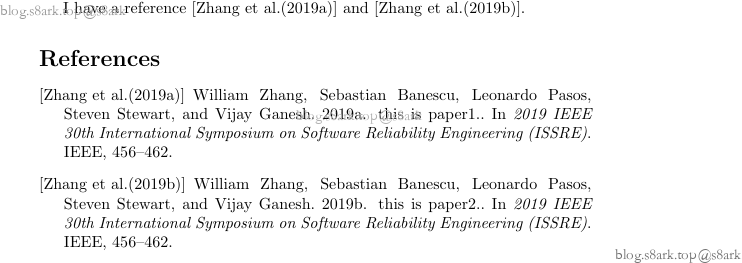 blog.s8ark.top@s8ark
I have a reference [Zhang et al.(2019a)] and [Zhang et al.(2019b)].
References
[Zhang et al.(2019a)] William Zhang, Sebastian Banescu, Leonardo Pasos,
Steven Stewart, and Vijay Ganesh. 2019a. this is paper1.. In 2019 IEEE
blog.s8ark.top@s8ark
30th International Symposium on Software Reliability Engineering (ISSRE).
IEEE, 456–462.
[Zhang et al.(2019b)] William Zhang, Sebastian Banescu, Leonardo Pasos,
Steven Stewart, and Vijay Ganesh. 2019b. this is paper2.. In 2019 IEEE
30th International Symposium on Software Reliability Engineering (ISSRE).
IEEE, 456–462.
blog.s8ark.top@s8ark